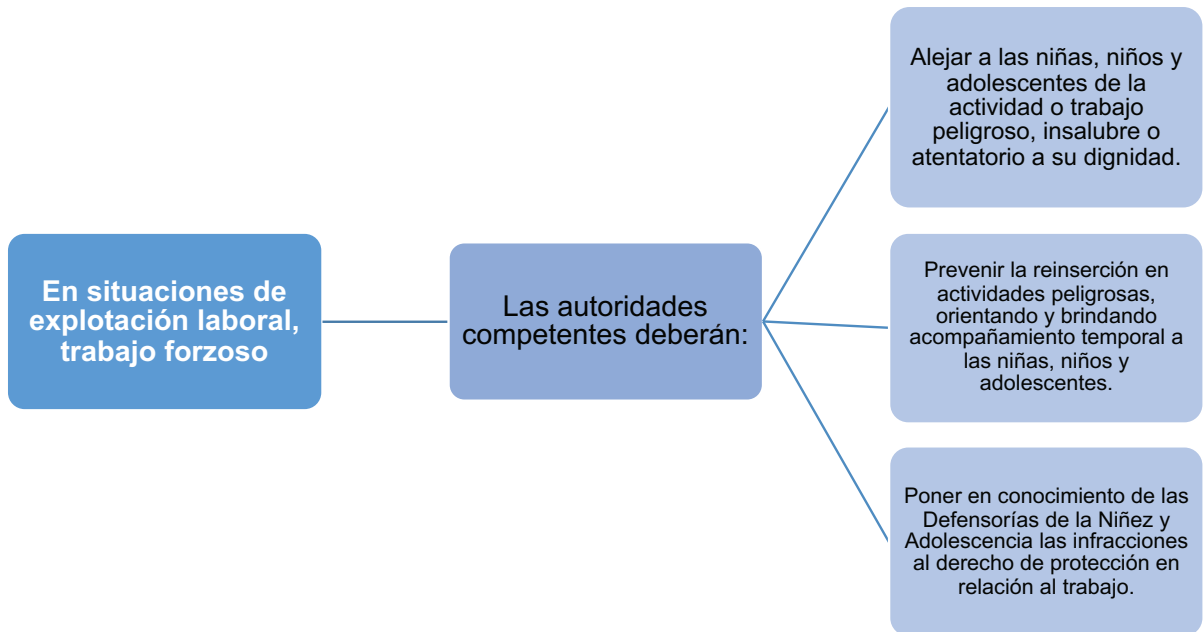 En situaciones de
explotación laboral,
trabajo forzoso
Las autoridades
competentes deberán:
Alejar a las niñas, niños y
adolescentes de la
actividad o trabajo
peligroso, insalubre o
atentatorio a su dignidad.
Prevenir la reinserción en
actividades peligrosas,
orientando y brindando
acompañamiento temporal a
las niñas, niños y
adolescentes.
Poner en conocimiento de las
Defensorías de la Niñez y
Adolescencia las infracciones
al derecho de protección en
relación al trabajo.